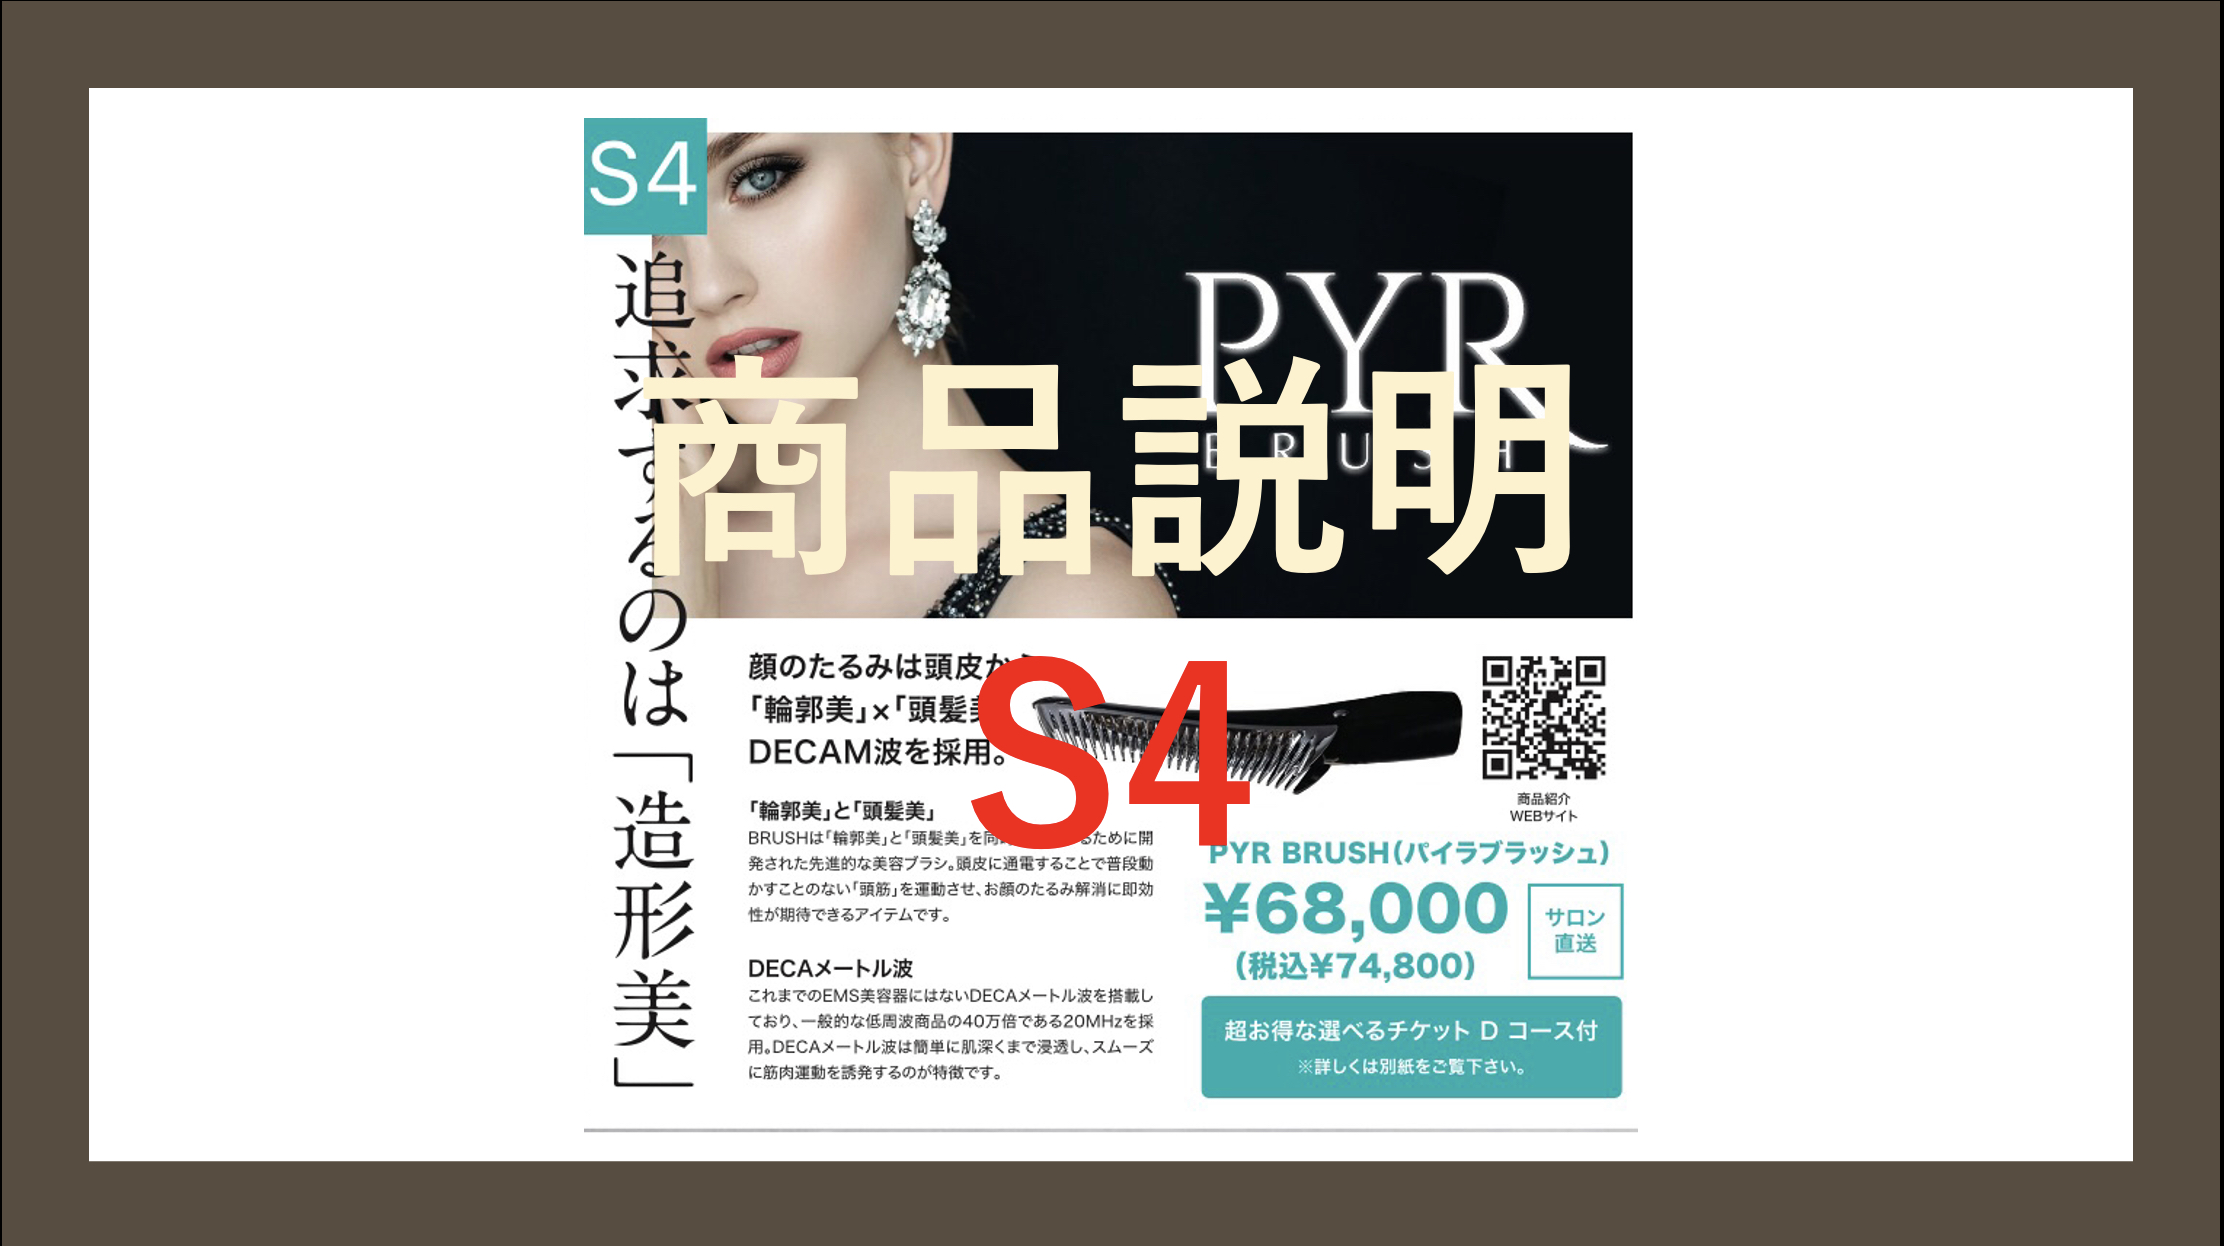 S4
追求するのは「造形美」
PYR
BRUSH
商品説明
S4
顔のたるみは頭皮から
「輪郭美」×「頭髪美
DECAM波を採用。
「輪郭美」と「頭髪美」
BRUSHは「輪郭美」と「頭髪美」を同 るために開
発された先進的な美容ブラシ。頭皮に通電することで普段動
かすことのない「頭筋」を運動させ、お顔のたるみ解消に即効
性が期待できるアイテムです。
DECAメートル波
これまでのEMS美容器にはないDECAメートル波を搭載し
ており、一般的な低周波商品の40万倍である20MHzを採
用。DECAメートル波は簡単に肌深くまで浸透し、スムーズ
に筋肉運動を誘発するのが特徴です。
商品紹介
WEBサイト
PYR BRUSH(パイラブラッシュ)
¥68,000
(税込¥74,800)
サロン
直送
超お得な選べるチケット D コース付
※詳しくは別紙をご覧下さい。